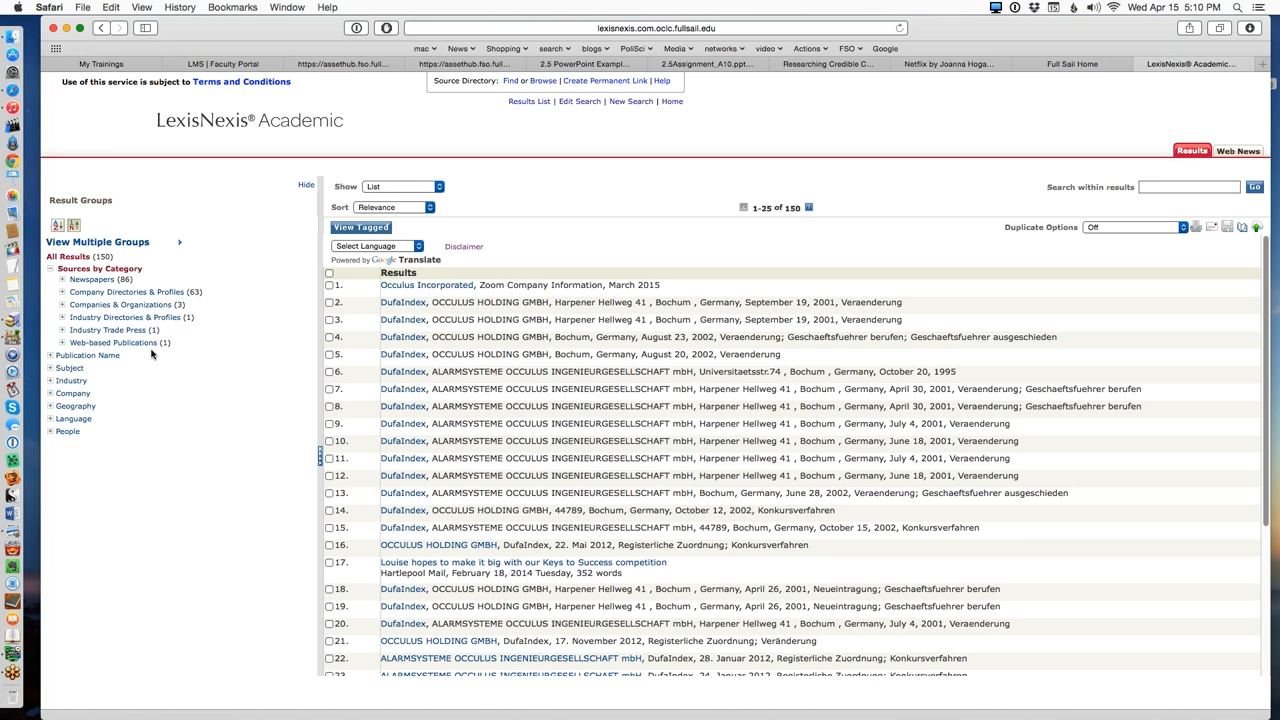 Safari File Edit View History Bookmarks Window Help Wed Apr 15 5:10 PM
lexisnexis.com.oclc.fullsail.edu
mac News Shopping search blogs PoliSci Media networks video Actions FSO Google
My Trainings LMS | Faculty Portal https://assethub.fso.full... https://assethub.fso.full... 2.5 PowerPoint Exampl... 2.5Assignment_A10.ppt... Researching Credible C... Netflix by Joanna Hoga... Full Sail Home LexisNexis® Academic...
Use of this service is subject to Terms and Conditions
Source Directory: Find or Browse | Create Permanent Link | Help
Results List | Edit Search | New Search | Home
LexisNexis® Academic
Results Web News
Hide
Show List
Search within results Go
Result Groups
Sort Relevance
1-25 of 150
View Tagged
Duplicate Options Off
View Multiple Groups
Select Language Disclaimer
All Results (150)
Powered by Google Translate
Sources by Category
Newspapers (86)
Company Directories & Profiles (63)
Companies & Organizations (3)
Industry Directories & Profiles (1)
Industry Trade Press (1)
Web-based Publications (1)
Publication Name
Subject
Industry
Company
Geography
Language
People
Results
1. Occulus Incorporated, Zoom Company Information, March 2015
2. DufaIndex, OCCULUS HOLDING GMBH, Harpener Hellweg 41 , Bochum , Germany, September 19, 2001, Veraenderung
3. DufaIndex, OCCULUS HOLDING GMBH, Harpener Hellweg 41 , Bochum , Germany, September 19, 2001, Veraenderung
4. DufaIndex, OCCULUS HOLDING GMBH, Bochum, Germany, August 23, 2002, Veraenderung; Geschaeftsfuehrer berufen; Geschaeftsfuehrer ausgeschieden
5. DufaIndex, OCCULUS HOLDING GMBH, Bochum, Germany, August 20, 2002, Veraenderung
6. DufaIndex, ALARMSYSTEME OCCULUS INGENIEURGESELLSCHAFT mbH, Universitaetsstr.74 , Bochum , Germany, October 20, 1995
7. DufaIndex, ALARMSYSTEME OCCULUS INGENIEURGESELLSCHAFT mbH, Harpener Hellweg 41 , Bochum , Germany, April 30, 2001, Veraenderung; Geschaeftsfuehrer berufen
8. DufaIndex, ALARMSYSTEME OCCULUS INGENIEURGESELLSCHAFT mbH, Harpener Hellweg 41 , Bochum , Germany, April 30, 2001, Veraenderung; Geschaeftsfuehrer berufen
9. DufaIndex, ALARMSYSTEME OCCULUS INGENIEURGESELLSCHAFT mbH, Harpener Hellweg 41 , Bochum , Germany, July 4, 2001, Veraenderung
10. DufaIndex, ALARMSYSTEME OCCULUS INGENIEURGESELLSCHAFT mbH, Harpener Hellweg 41 , Bochum , Germany, June 18, 2001, Veraenderung
11. DufaIndex, ALARMSYSTEME OCCULUS INGENIEURGESELLSCHAFT mbH, Harpener Hellweg 41 , Bochum , Germany, July 4, 2001, Veraenderung
12. DufaIndex, ALARMSYSTEME OCCULUS INGENIEURGESELLSCHAFT mbH, Harpener Hellweg 41 , Bochum , Germany, June 18, 2001, Veraenderung
13. DufaIndex, ALARMSYSTEME OCCULUS INGENIEURGESELLSCHAFT mbH, Bochum, Germany, June 28, 2002, Veraenderung; Geschaeftsfuehrer ausgeschieden
14. DufaIndex, OCCULUS HOLDING GMBH, 44789, Bochum, Germany, October 12, 2002, Konkursverfahren
15. DufaIndex, ALARMSYSTEME OCCULUS INGENIEURGESELLSCHAFT mbH, 44789, Bochum, Germany, October 15, 2002, Konkursverfahren
16. OCCULUS HOLDING GMBH, DufaIndex, 22. Mai 2012, Registerliche Zuordnung; Konkursverfahren
17. Louise hopes to make it big with our Keys to Success competition
Hartlepool Mail, February 18, 2014 Tuesday, 352 words
18. DufaIndex, OCCULUS HOLDING GMBH, Harpener Hellweg 41 , Bochum , Germany, April 26, 2001, Neueintragung; Geschaeftsfuehrer berufen
19. DufaIndex, OCCULUS HOLDING GMBH, Harpener Hellweg 41 , Bochum , Germany, April 26, 2001, Neueintragung; Geschaeftsfuehrer berufen
20. DufaIndex, ALARMSYSTEME OCCULUS INGENIEURGESELLSCHAFT mbH, Harpener Hellweg 41 , Bochum , Germany, July 4, 2001, Veraenderung
21. OCCULUS HOLDING GMBH, DufaIndex, 17. November 2012, Registerliche Zuordnung; Veränderung
22. ALARMSYSTEME OCCULUS INGENIEURGESELLSCHAFT mbH, DufaIndex, 28. Januar 2012, Registerliche Zuordnung; Konkursverfahren
23. ALARMSYSTEME OCCULUS INGENIEURGESELLSCHAFT mbH, DufaIndex, 24. Januar 2012, Registerliche Zuordnung; Konkursverfahren